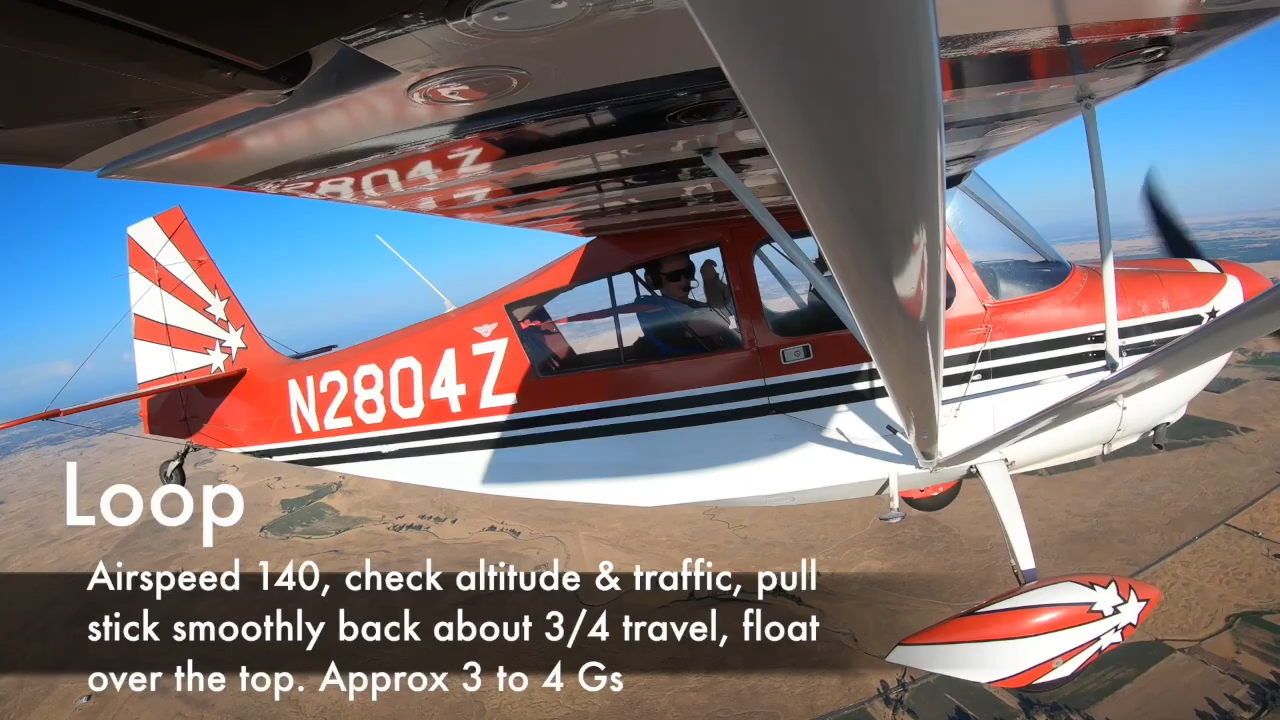 2804Z
N2804Z
Loop
Airspeed 140, check altitude & traffic, pull
stick smoothly back about 3/4 travel, float
over the top. Approx 3 to 4 Gs